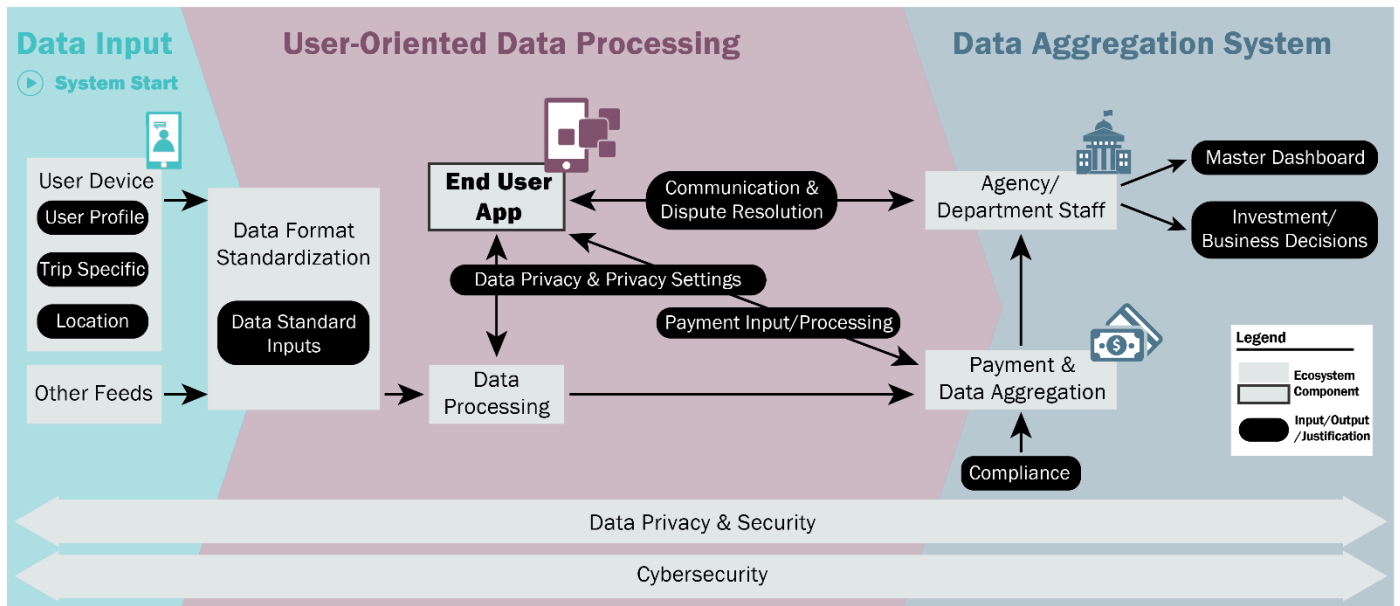 Data Input
System Start
User-Oriented Data Processing
Data Aggregation System
User Device
User Profile
Trip Specific
Location
Other Feeds
Data Format
Standardization
Data Standard
Inputs
End User
App
Communication &
Dispute Resolution
Data Privacy & Privacy Settings
Payment Input/Processing
Data
Processing
Agency/
Department Staff
Master Dashboard
Investment/
Business Decisions
$
Payment &
Data Aggregation
Compliance
Legend
Ecosystem
Component
Input/Output
/Justification
Data Privacy & Security
Cybersecurity